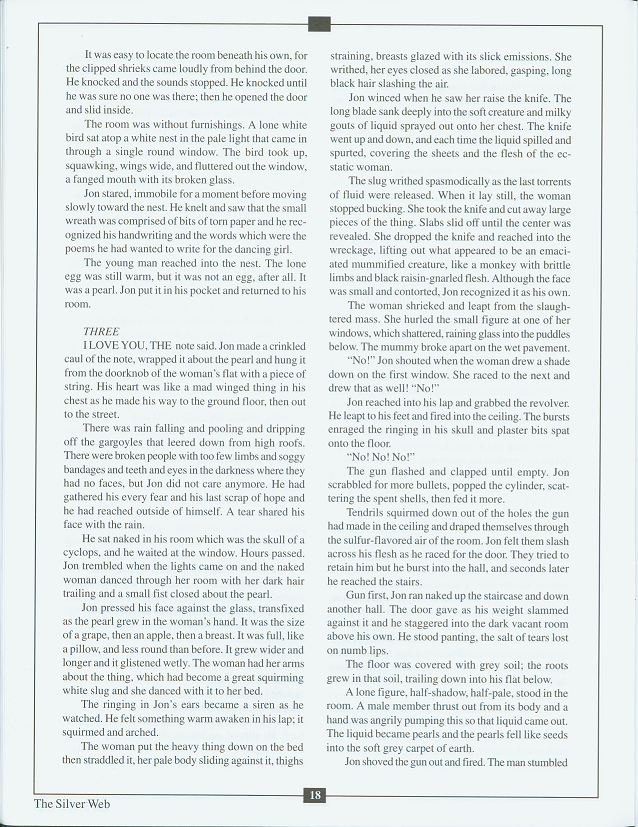 It was easy to locate the room beneath his own, for
the clipped shrieks came loudly from behind the door.
He knocked and the sounds stopped. He knocked until
he was sure no one was there; then he opened the door
and slid inside.
The room was without furnishings. A lone white
bird sat atop a white nest in the pale light that came in
through a single round window. The bird took up,
squawking, wings wide, and fluttered out the window,
a fanged mouth with its broken glass.
Jon stared, immobile for a moment before moving
slowly toward the nest. He knelt and saw that the small
wreath was comprised of bits of torn paper and he rec-
ognized his handwriting and the words which were the
poems he had wanted to write for the dancing girl.
The young man reached into the nest. The lone
egg was still warm, but it was not an egg, after all. It
was a pearl. Jon put it in his pocket and returned to his
room.
THREE
I LOVE YOU, THE note said. Jon made a crinkled
caul of the note, wrapped it about the pearl and hung it
from the doorknob of the woman's flat with a piece of
string. His heart was like a mad winged thing in his
chest as he made his way to the ground floor, then out
to the street.
There was rain falling and pooling and dripping
off the gargoyles that leered down from high roofs.
There were broken people with too few limbs and soggy
bandages and teeth and eyes in the darkness where they
had no faces, but Jon did not care anymore. He had
gathered his every fear and his last scrap of hope and
he had reached outside of himself. A tear shared his
face with the rain.
He sat naked in his room which was the skull of a
cyclops, and he waited at the window. Hours passed.
Jon trembled when the lights came on and the naked
woman danced through her room with her dark hair
trailing and a small fist closed about the pearl.
Jon pressed his face against the glass, transfixed
as the pearl grew in the woman's hand. It was the size
of a grape, then an apple, then a breast. It was full, like
a pillow, and less round than before. It grew wider and
longer and it glistened wetly. The woman had her arms
about the thing, which had become a great squirming
white slug and she danced with it to her bed.
The ringing in Jon's ears became a siren as he
watched. He felt something warm awaken in his lap; it
squirmed and arched.
The woman put the heavy thing down on the bed
then straddled it, her pale body sliding against it, thighs
straining, breasts glazed with its slick emissions. She
writhed, her eyes closed as she labored, gasping, long
black hair slashing the air.
Jon winced when he saw her raise the knife. The
long blade sank deeply into the soft creature and milky
gouts of liquid sprayed out onto her chest. The knife
went up and down, and each time the liquid spilled and
spurted, covering the sheets and the flesh of the ec-
static woman.
The slug writhed spasmodically as the last torrents
of fluid were released. When it lay still, the woman
stopped bucking. She took the knife and cut away large
pieces of the thing. Slabs slid off until the center was
revealed. She dropped the knife and reached into the
wreckage, lifting out what appeared to be an emaci-
ated mummified creature, like a monkey with brittle
limbs and black raisin-gnarled flesh. Although the face
was small and contorted, Jon recognized it as his own.
The woman shrieked and leapt from the slaugh-
tered mass. She hurled the small figure at one of her
windows, which shattered, raining glass into the puddles
below. The mummy broke apart on the wet pavement.
"No!" Jon shouted when the woman drew a shade
down on the first window. She raced to the next and
drew that as well! "No!"
Jon reached into his lap and grabbed the revolver.
He leapt to his feet and fired into the ceiling. The bursts
enraged the ringing in his skull and plaster bits spat
onto the floor.
"No! No! No!"
The gun flashed and clapped until empty. Jon
scrabbled for more bullets, popped the cylinder, scat-
tering the spent shells, then fed it more.
Tendrils squirmed down out of the holes the gun
had made in the ceiling and draped themselves through
the sulfur-flavored air of the room. Jon felt them slash
across his flesh as he raced for the door. They tried to
retain him but he burst into the hall, and seconds later
he reached the stairs.
Gun first, Jon ran naked up the staircase and down
another hall. The door gave as his weight slammed
against it and he staggered into the dark vacant room
above his own. He stood panting, the salt of tears lost
on numb lips.
The floor was covered with grey soil; the roots
grew in that soil, trailing down into his flat below.
A lone figure, half-shadow, half-pale, stood in the
room. A male member thrust out from its body and a
hand was angrily pumping this so that liquid came out.
The liquid became pearls and the pearls fell like seeds
into the soft grey carpet of earth.
Jon shoved the gun out and fired. The man stumbled
The Silver Web
18